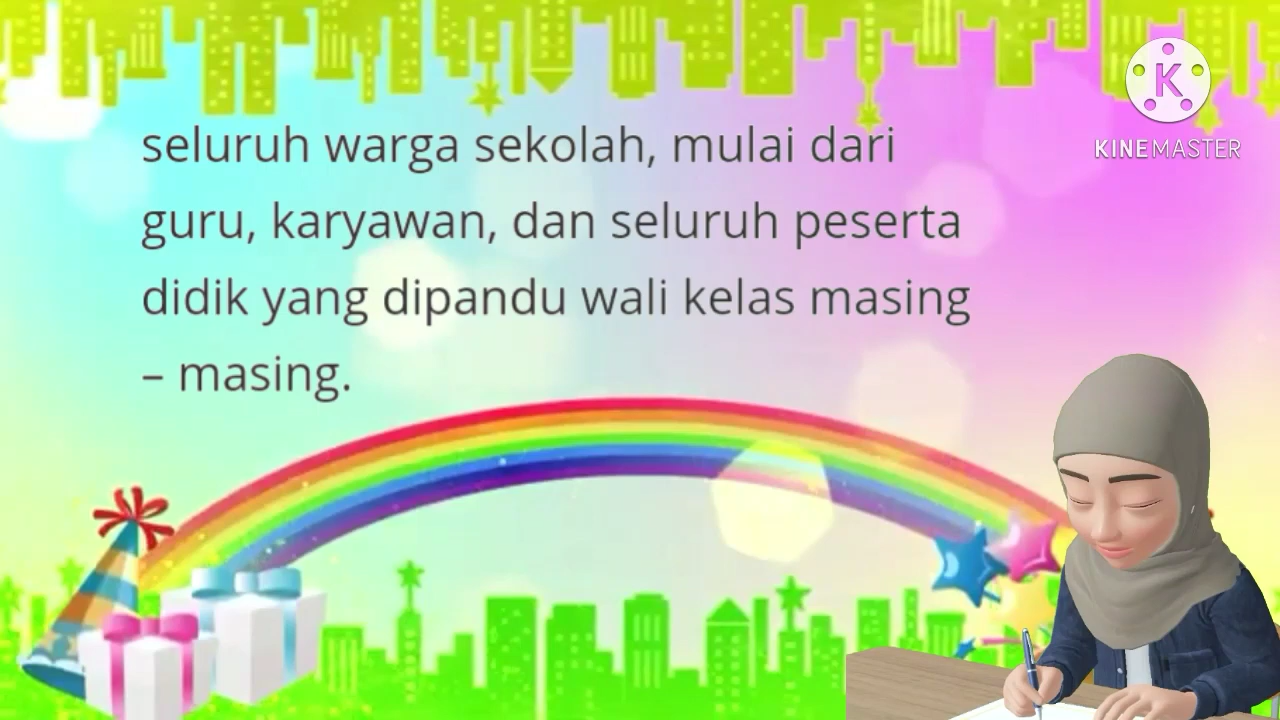 seluruh warga sekolah, mulai dari
guru, karyawan, dan seluruh peserta
didik yang dipandu wali kelas masing
– masing.
K
KINEMASTER